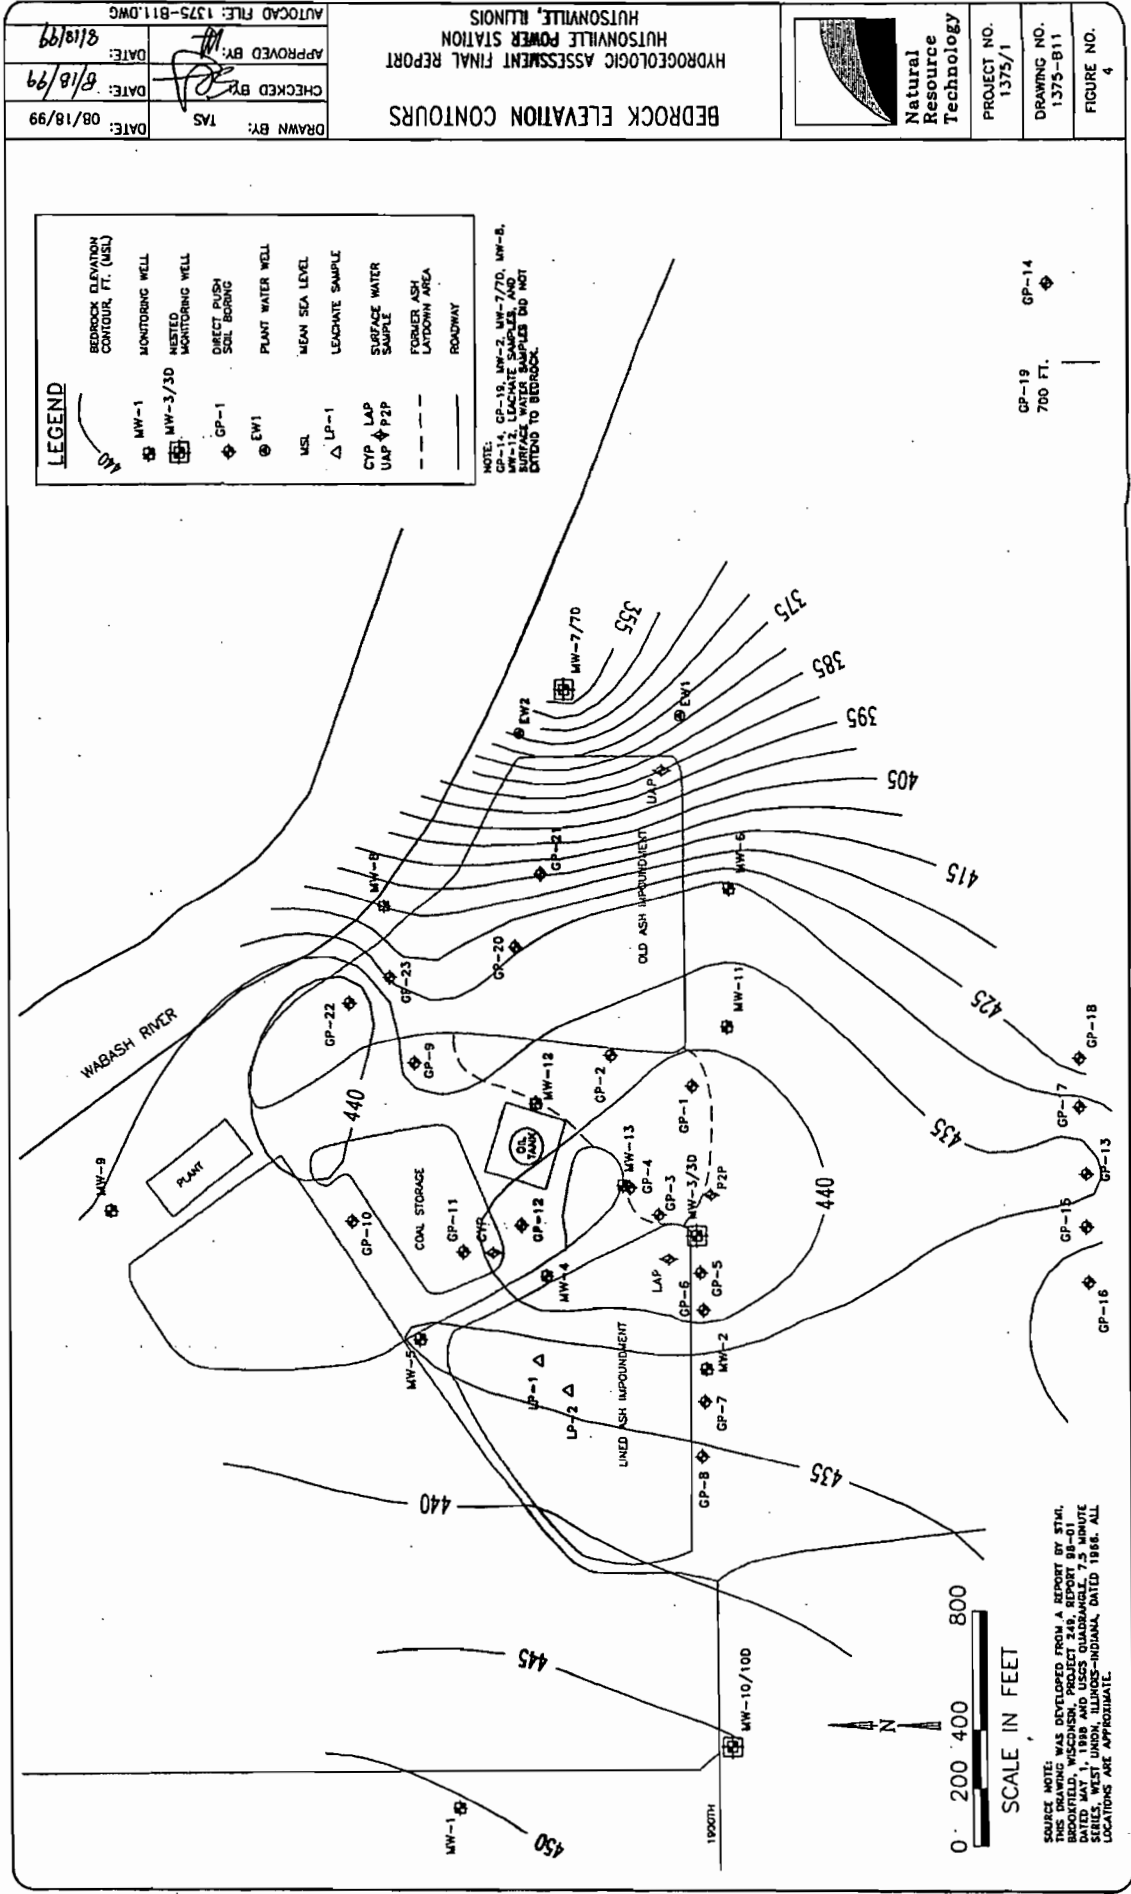 LEGEND
440
BEDROCK ELEVATION
CONTOUR, FT. (MSL)
MW-1
MONITORING WELL
MW-3/3D
NESTED
MONITORING WELL
GP-1
DIRECT PUSH
SOIL BORING
EW1
PLANT WATER WELL
MSL
MEAN SEA LEVEL
LP-1
LEACHATE SAMPLE
CYP LAP
UAP P2P
SURFACE WATER
SAMPLE
FORMER ASH
LAYDOWN AREA
ROADWAY
NOTE:
GP-14, GP-19, MW-2, MW-7/7D, MW-8,
MW-12, LEACHATE SAMPLES, AND
SURFACE WATER SAMPLES DID NOT
EXTEND TO BEDROCK.
WABASH RIVER
MW-9
PLANT
GP-22
GP-23
MW-8
440
GP-9
GP-10
COAL STORAGE
GP-11
CYP
GP-12
OIL
TANK
MW-12
GP-20
GP-21
EW2
MW-7/7D
355
EW1
375
385
395
405
415
425
UAP
OLD ASH IMPOUNDMENT
MW-6
MW-11
GP-2
GP-1
MW-13
GP-4
GP-3
MW-3/3D
P2P
LAP
GP-5
GP-6
MW-4
MW-5
LP-1
LP-2
LINED ASH IMPOUNDMENT
MW-2
GP-7
GP-8
440
435
435
440
445
450
MW-1
MW-10/10D
1900TH
GP-18
GP-17
GP-13
GP-15
GP-16
GP-19
700 FT.
GP-14
N
0 200 400 800
SCALE IN FEET
SOURCE NOTE:
THIS DRAWING WAS DEVELOPED FROM A REPORT BY STMI,
BROOKFIELD, WISCONSIN, PROJECT 249, REPORT 98-01
DATED MAY 1, 1998 AND USGS QUADRANGLE, 7.5 MINUTE
SERIES, WEST UNION, ILLINOIS-INDIANA, DATED 1966. ALL
LOCATIONS ARE APPROXIMATE.
DRAWN BY: TAS DATE: 08/18/99
CHECKED BY: DATE: 8/18/99
APPROVED BY: DATE: 8/18/99
AUTOCAD FILE: 1375-B11.DWG
BEDROCK ELEVATION CONTOURS
HYDROGEOLOGIC ASSESSMENT FINAL REPORT
HUTSONVILLE POWER STATION
HUTSONVILLE, ILLINOIS
Natural
Resource
Technology
PROJECT NO.
1375/1
DRAWING NO.
1375-B11
FIGURE NO.
4